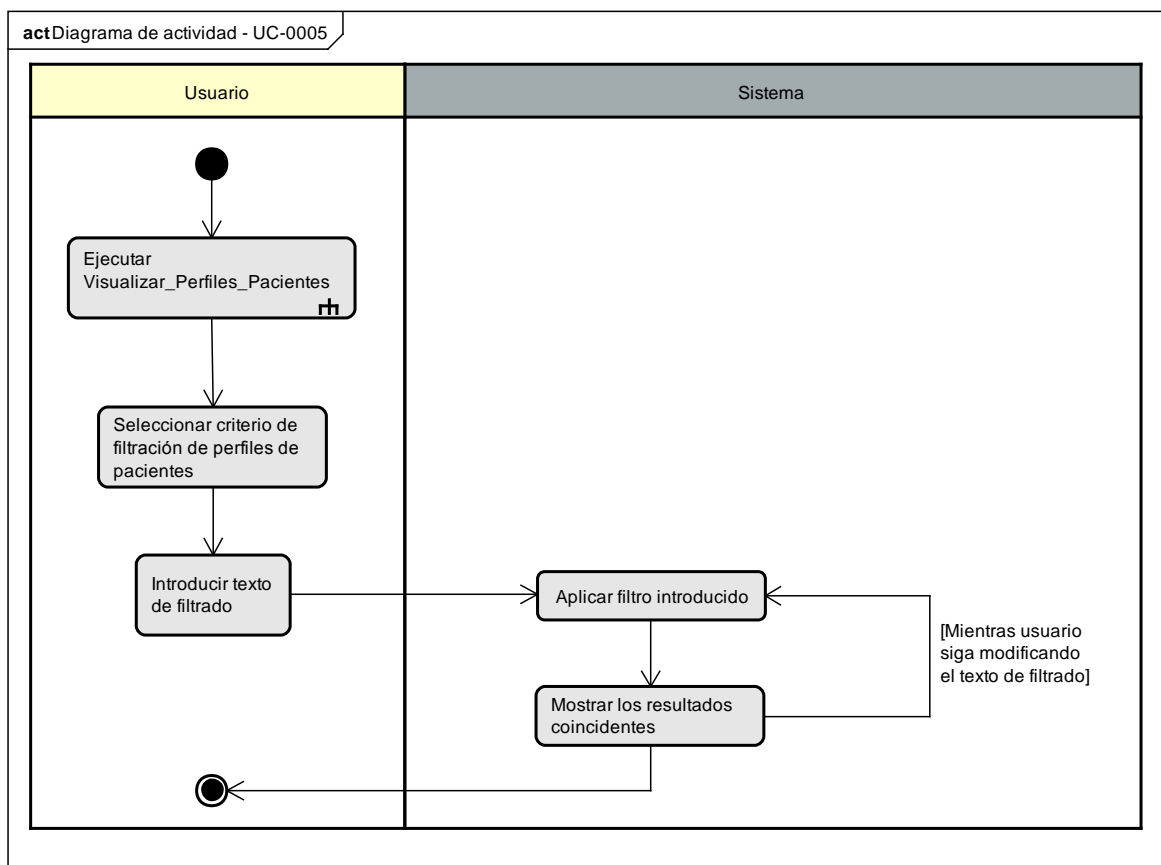 act Diagrama de actividad - UC-0005
Usuario
Sistema
Ejecutar
Visualizar_Perfiles_Pacientes
Seleccionar criterio de
filtración de perfiles de
pacientes
Introducir texto
de filtrado
Aplicar filtro introducido
[Mientras usuario
siga modificando
el texto de filtrado]
Mostrar los resultados
coincidentes